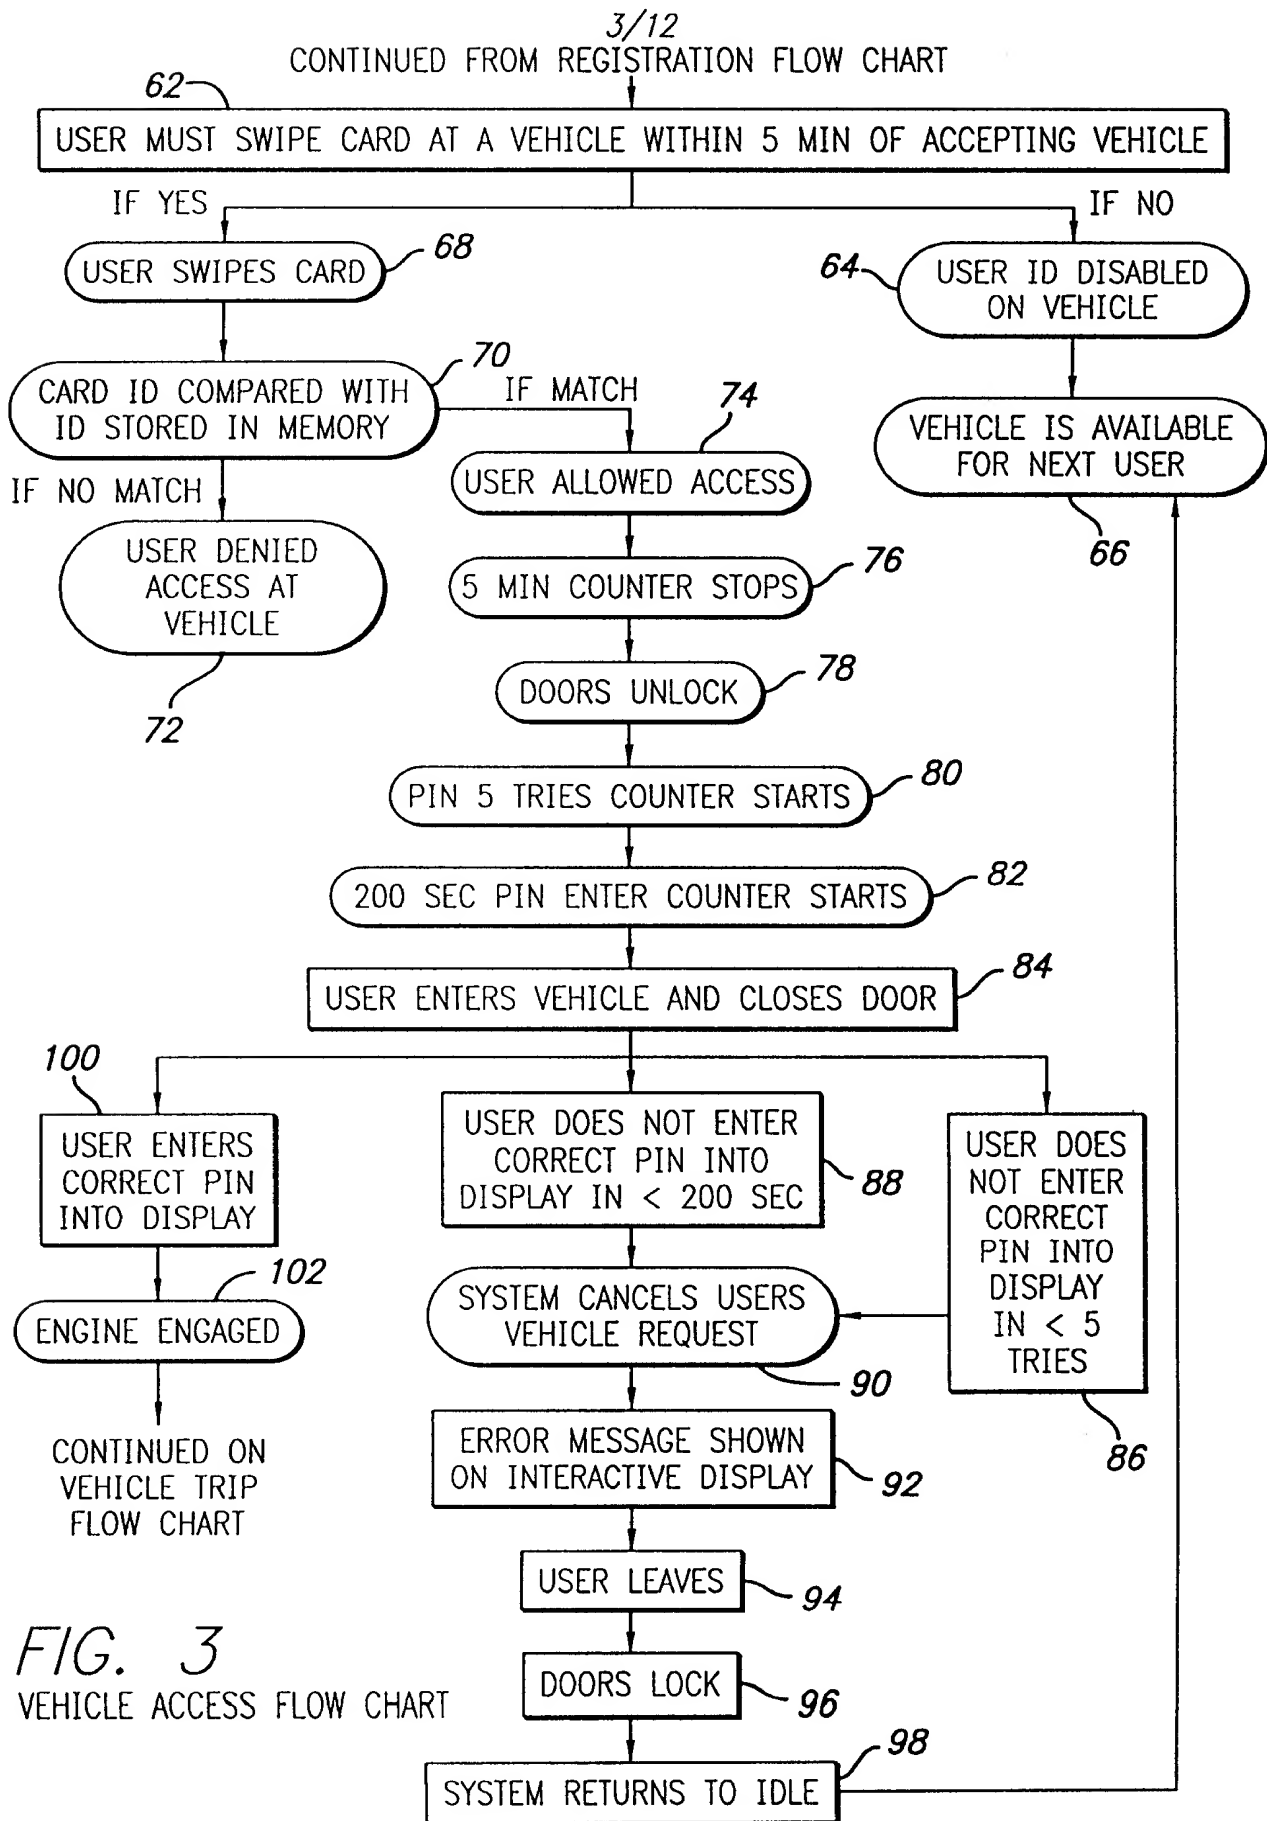 3/12
CONTINUED FROM REGISTRATION FLOW CHART
62
USER MUST SWIPE CARD AT A VEHICLE WITHIN 5 MIN OF ACCEPTING VEHICLE
IF YES
IF NO
USER SWIPES CARD
68
64
USER ID DISABLED
ON VEHICLE
CARD ID COMPARED WITH
ID STORED IN MEMORY
70
IF MATCH
74
USER ALLOWED ACCESS
VEHICLE IS AVAILABLE
FOR NEXT USER
66
IF NO MATCH
USER DENIED
ACCESS AT
VEHICLE
72
5 MIN COUNTER STOPS
76
DOORS UNLOCK
78
PIN 5 TRIES COUNTER STARTS
80
200 SEC PIN ENTER COUNTER STARTS
82
USER ENTERS VEHICLE AND CLOSES DOOR
84
100
USER ENTERS
CORRECT PIN
INTO DISPLAY
102
ENGINE ENGAGED
CONTINUED ON
VEHICLE TRIP
FLOW CHART
USER DOES NOT ENTER
CORRECT PIN INTO
DISPLAY IN < 200 SEC
88
USER DOES
NOT ENTER
CORRECT
PIN INTO
DISPLAY
IN < 5
TRIES
86
SYSTEM CANCELS USERS
VEHICLE REQUEST
90
ERROR MESSAGE SHOWN
ON INTERACTIVE DISPLAY
92
USER LEAVES
94
DOORS LOCK
96
SYSTEM RETURNS TO IDLE
98
FIG. 3
VEHICLE ACCESS FLOW CHART